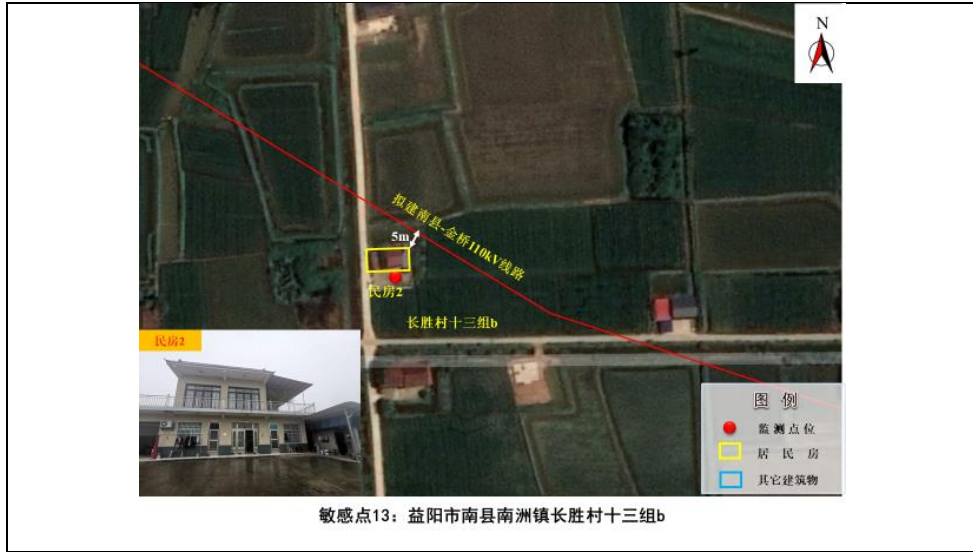 N
拟建南县-金桥110kV线路
5m
民房2
长胜村十三组b
民房2
图 例
监测点位
居民房
其它建筑物
敏感点13：益阳市南县南洲镇长胜村十三组b